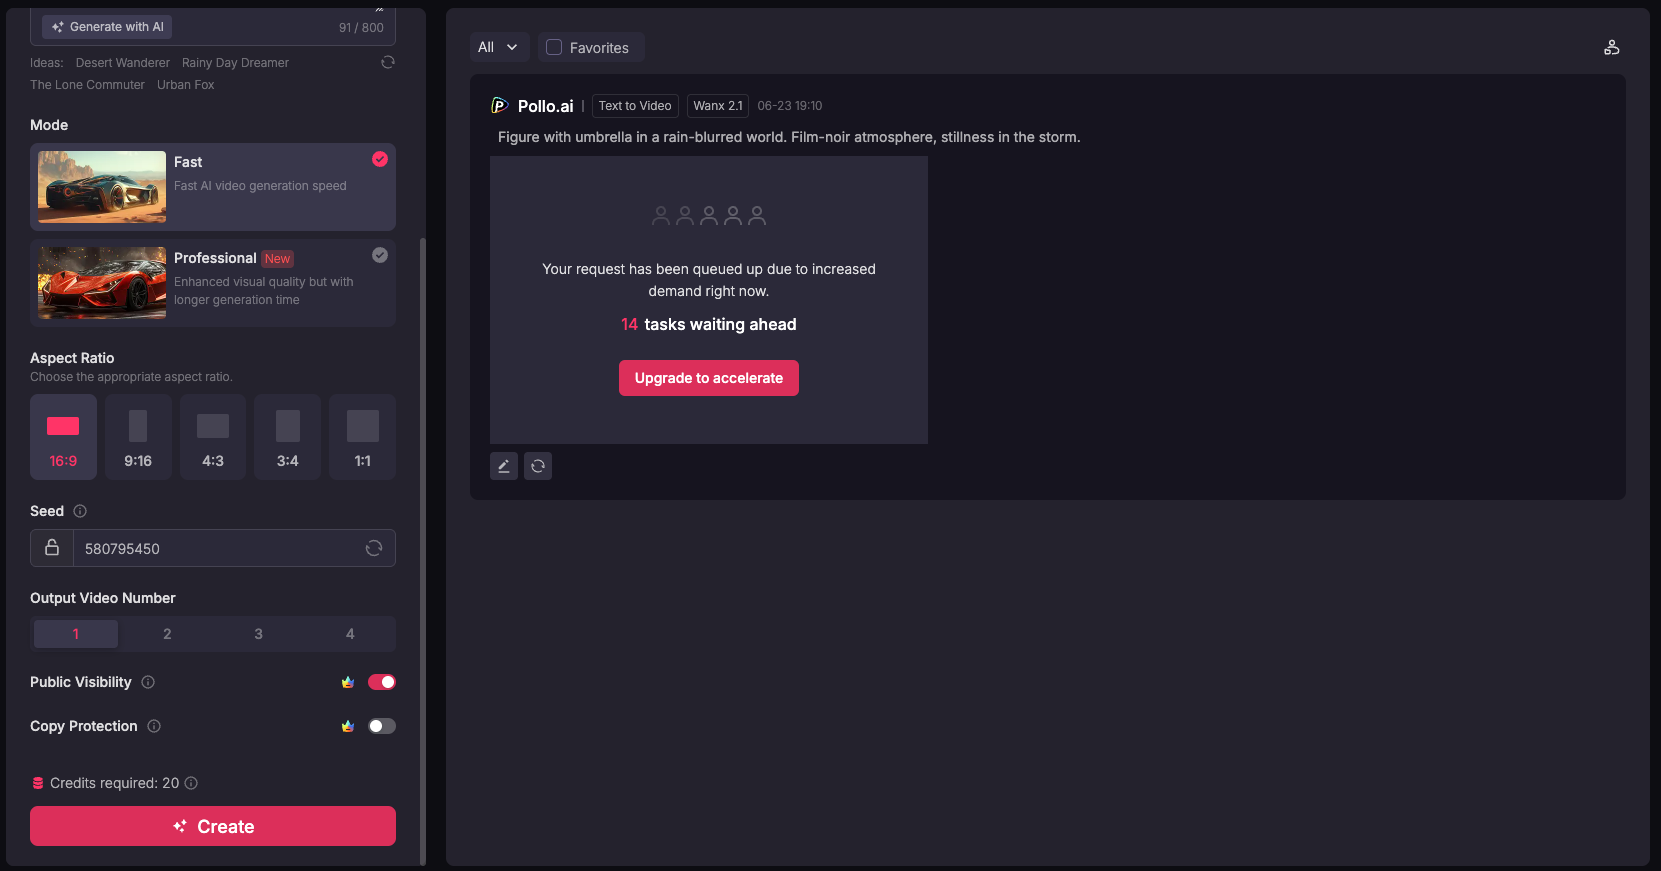 Generate with AI
91 / 800
Ideas: Desert Wanderer Rainy Day Dreamer
The Lone Commuter Urban Fox
Mode
Fast
Fast AI video generation speed
Professional New
Enhanced visual quality but with
longer generation time
Aspect Ratio
Choose the appropriate aspect ratio.
16:9 9:16 4:3 3:4 1:1
Seed
580795450
Output Video Number
1 2 3 4
Public Visibility
Copy Protection
Credits required: 20
Create
All Favorites
Pollo.ai | Text to Video Wanx 2.1 06-23 19:10
Figure with umbrella in a rain-blurred world. Film-noir atmosphere, stillness in the storm.
Your request has been queued up due to increased
demand right now.
14 tasks waiting ahead
Upgrade to accelerate